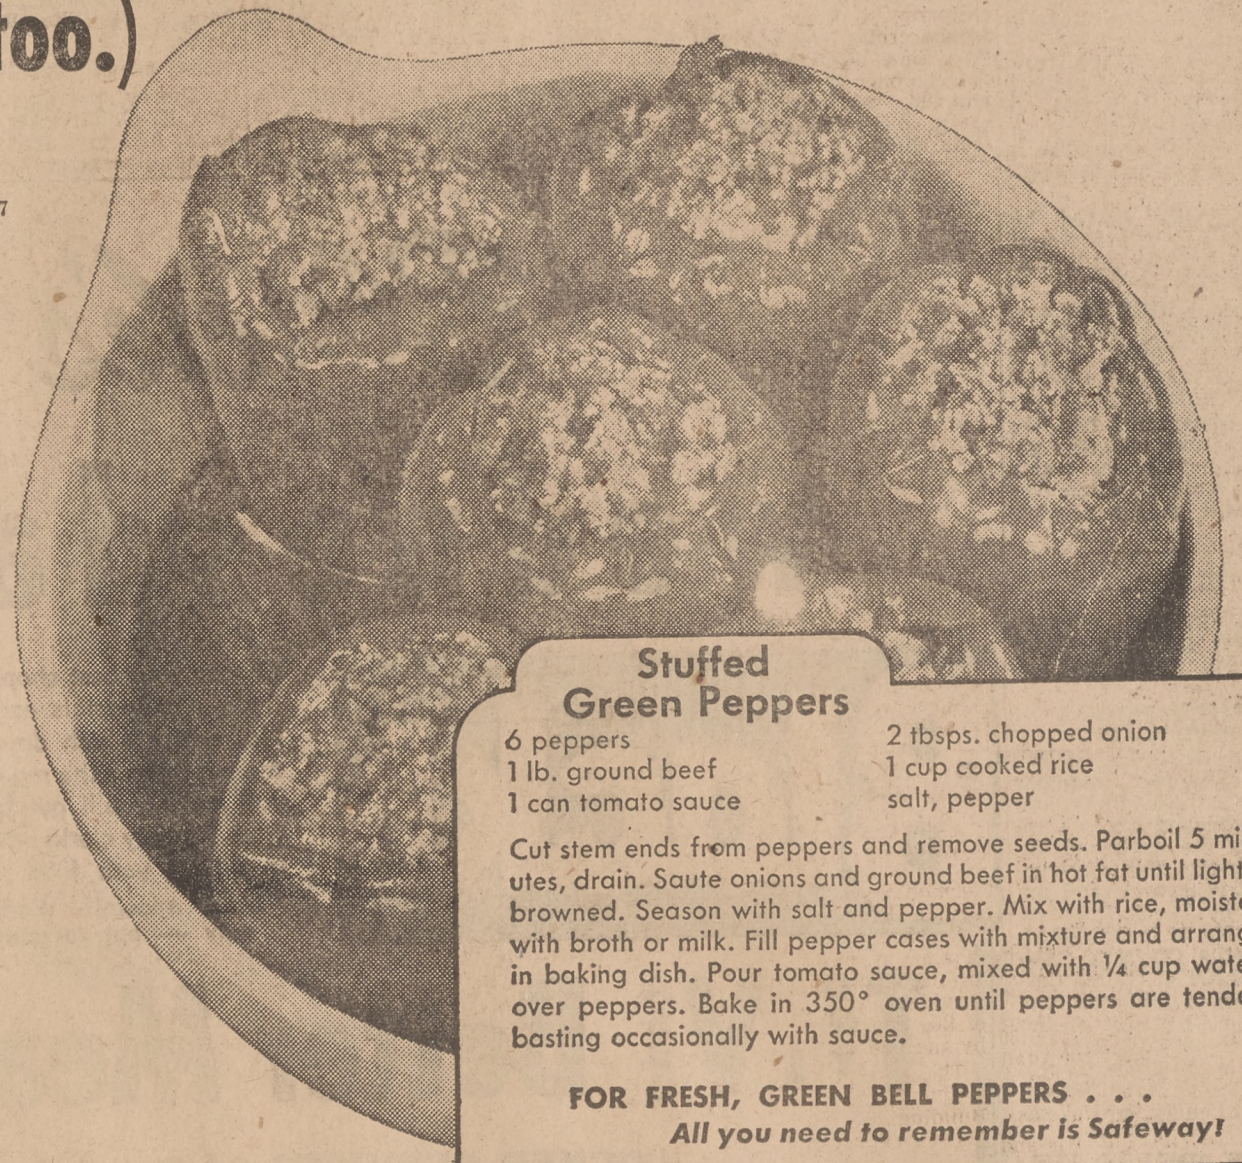 too.)
7
Stuffed
Green Peppers
6 peppers
1 lb. ground beef
1 can tomato sauce
2 tbsps. chopped onion
1 cup cooked rice
salt, pepper
Cut stem ends from peppers and remove seeds. Parboil 5 mi
utes, drain. Saute onions and ground beef in hot fat until light
browned. Season with salt and pepper. Mix with rice, moist
with broth or milk. Fill pepper cases with mixture and arrang
in baking dish. Pour tomato sauce, mixed with ¼ cup wate
over peppers. Bake in 350° oven until peppers are tende
basting occasionally with sauce.
FOR FRESH, GREEN BELL PEPPERS . . .
All you need to remember is Safeway!